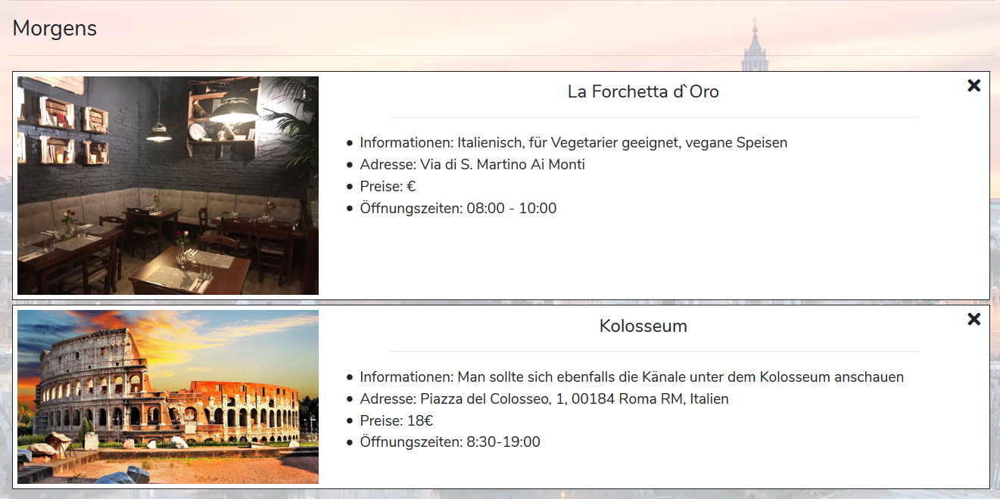 Morgens
La Forchetta d`Oro
Informationen: Italienisch, für Vegetarier geeignet, vegane Speisen
Adresse: Via di S. Martino Ai Monti
Preise: €
Öffnungszeiten: 08:00 - 10:00
Kolosseum
Informationen: Man sollte sich ebenfalls die Känale unter dem Kolosseum anschauen
Adresse: Piazza del Colosseo, 1, 00184 Roma RM, Italien
Preise: 18€
Öffnungszeiten: 8:30-19:00